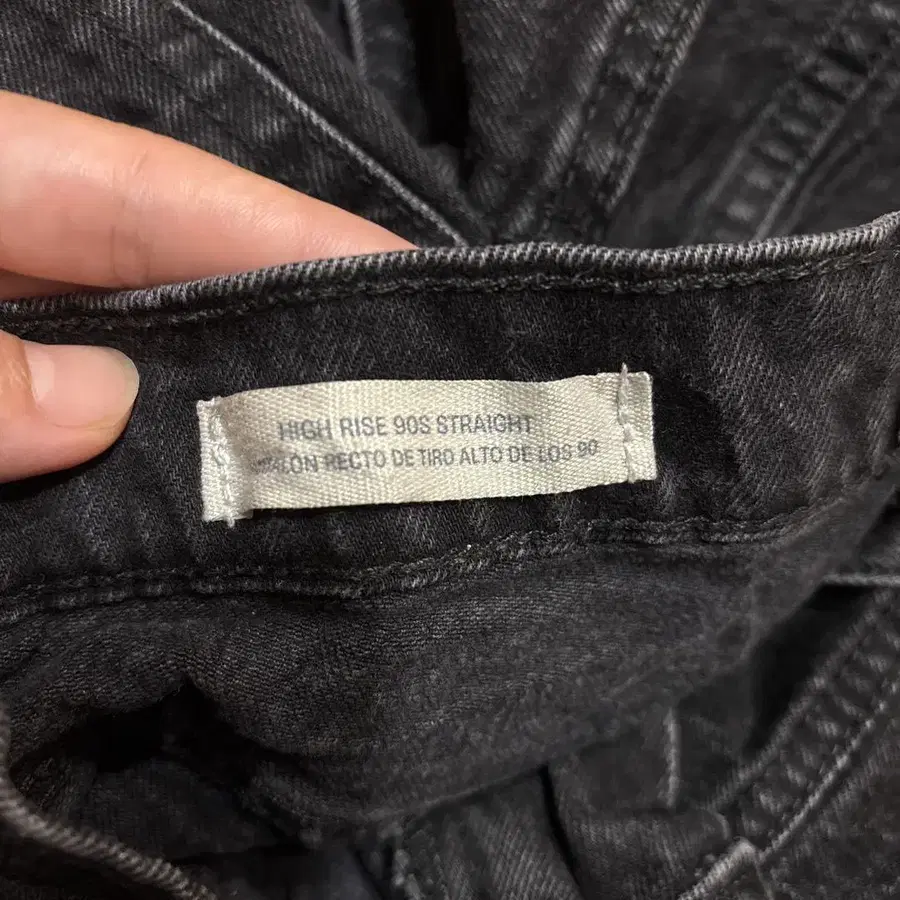 HIGH RISE 90S STRAIGHT
RECTO DE TIRO ALTO DE LOS 90